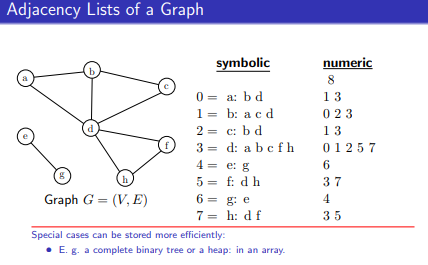 Adjacency Lists of a Graph
symbolic numeric
8
0 = a: b d 1 3
1 = b: a c d 0 2 3
2 = c: b d 1 3
3 = d: a b c f h 0 1 2 5 7
4 = e: g 6
5 = f: d h 3 7
6 = g: e 4
7 = h: d f 3 5
a
b
c
d
e
f
g
h
Graph G = (V, E)
Special cases can be stored more efficiently:
• E. g. a complete binary tree or a heap: in an array.